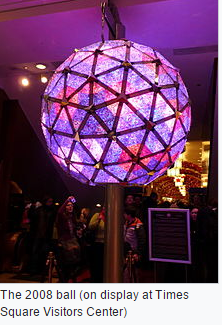 The 2008 ball (on display at Times
Square Visitors Center)